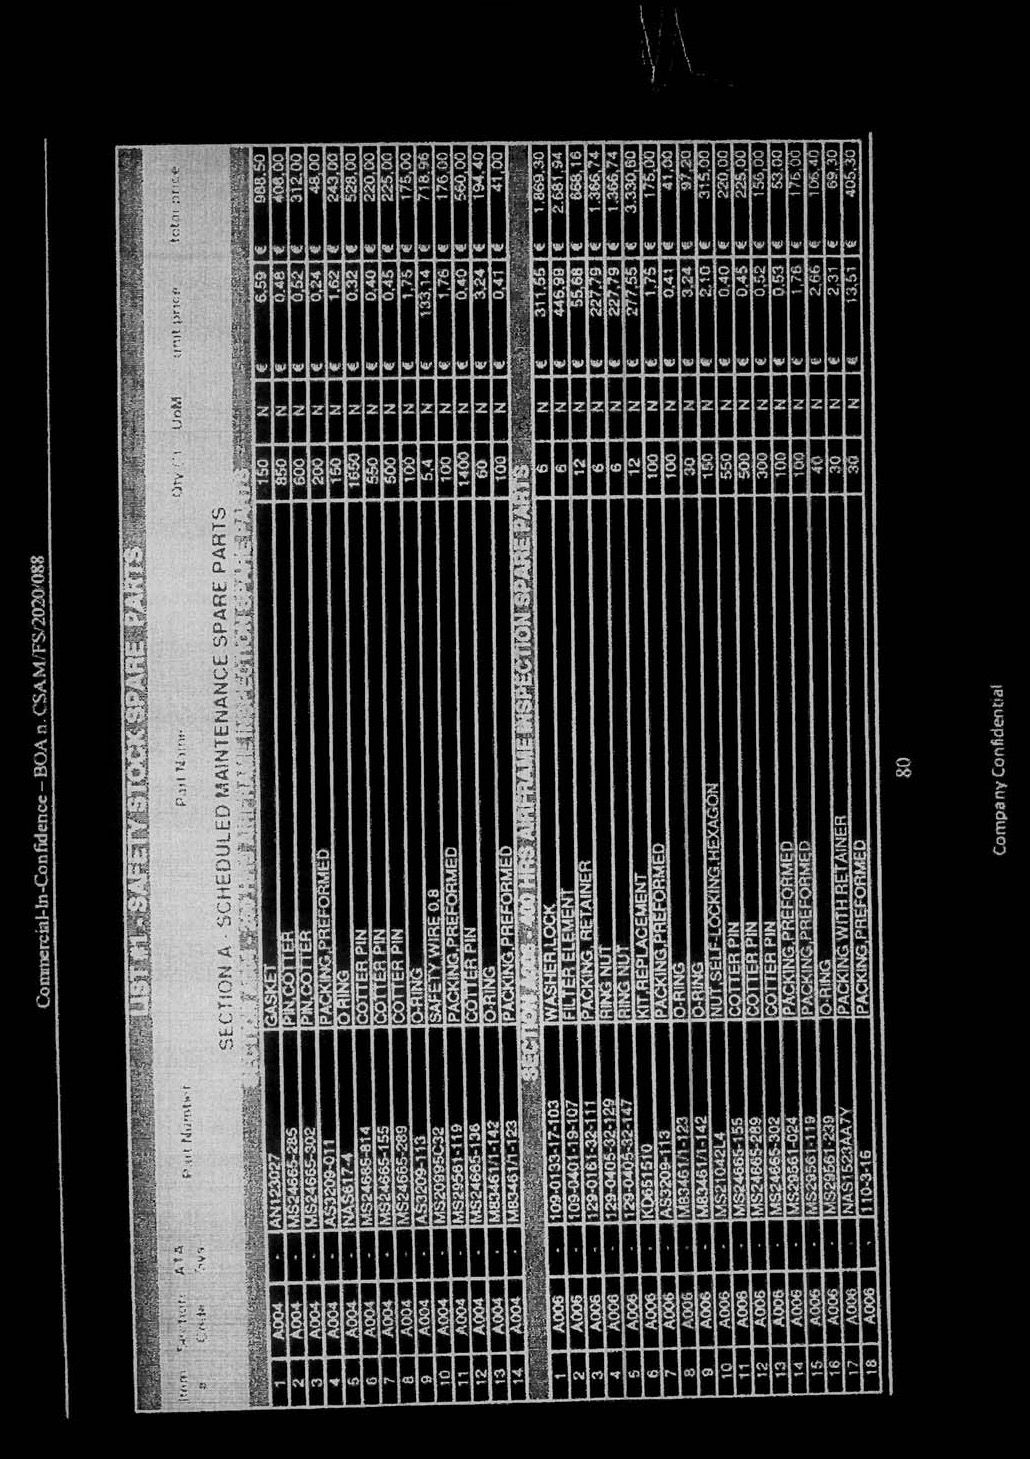 Commercial-In-Confidence – BOA n. CSAM/FS/2020/088
LIST M1 - SAFETY STOCK SPARE PARTS
Item # Section Code ATA Sys Part Number Part Name UoM unit price total price
SECTION A - SCHEDULED MAINTENANCE SPARE PARTS
AIRFRAME INSPECTION SPARE PARTS
1 A004 - AN123027 GASKET 150 N € 6,59 € 988,50
2 A004 - MS24665-285 PIN,COTTER 850 N € 0,48 € 408,00
3 A004 - MS24665-302 PIN,COTTER 600 N € 0,52 € 312,00
4 A004 - AS3209-011 PACKING,PREFORMED 200 N € 0,24 € 48,00
5 A004 - NAS617-4 O-RING 150 N € 1,62 € 243,00
6 A004 - MS24665-814 COTTER PIN 1650 N € 0,32 € 528,00
7 A004 - MS24665-155 COTTER PIN 550 N € 0,40 € 220,00
8 A004 - MS24665-289 COTTER PIN 500 N € 0,45 € 225,00
9 A004 - AS3209-113 O-RING 100 N € 1,75 € 175,00
10 A004 - MS20995C32 SAFETY WIRE 0.8 5,4 N € 133,14 € 718,96
11 A004 - MS29561-119 PACKING,PREFORMED 100 N € 1,76 € 176,00
12 A004 - MS24665-136 COTTER PIN 1400 N € 0,40 € 560,00
13 A004 - M83461/1-142 O-RING 60 N € 3,24 € 194,40
14 A004 - M83461/1-123 PACKING,PREFORMED 100 N € 0,41 € 41,00
SECTION A006 - 400 HRS AIRFRAME INSPECTION SPARE PARTS
1 A006 - 109-0133-17-103 WASHER,LOCK 6 N € 311,55 € 1.869,30
2 A006 - 109-0401-19-107 FILTER ELEMENT 6 N € 446,99 € 2.681,94
3 A006 - 129-0161-32-111 PACKING, RETAINER 12 N € 55,68 € 668,16
4 A006 - 129-0405-32-129 RING NUT 6 N € 227,79 € 1.366,74
5 A006 - 129-0405-32-147 RING NUT 6 N € 227,79 € 1.366,74
6 A006 - KD651510 KIT,REPLACEMENT 12 N € 277,55 € 3.330,60
7 A006 - AS3209-113 PACKING,PREFORMED 100 N € 1,75 € 175,00
8 A006 - M83461/1-123 O-RING 100 N € 0,41 € 41,00
9 A006 - M83461/1-142 O-RING 30 N € 3,24 € 97,20
10 A006 - MS21042L4 NUT,SELF-LOCKING,HEXAGON 150 N € 2,10 € 315,00
11 A006 - MS24665-155 COTTER PIN 550 N € 0,40 € 220,00
12 A006 - MS24665-289 COTTER PIN 500 N € 0,45 € 225,00
13 A006 - MS24665-302 COTTER PIN 300 N € 0,52 € 156,00
14 A006 - MS29561-024 PACKING,PREFORMED 100 N € 0,53 € 53,00
15 A006 - MS29561-119 PACKING,PREFORMED 100 N € 1,76 € 176,00
16 A006 - MS29561-239 O-RING 40 N € 2,66 € 106,40
17 A006 - NAS1523AA7Y PACKING WITH RETAINER 30 N € 2,31 € 69,30
18 A006 - 110-3-16 PACKING,PREFORMED 30 N € 13,51 € 405,30
80
Company Confidential